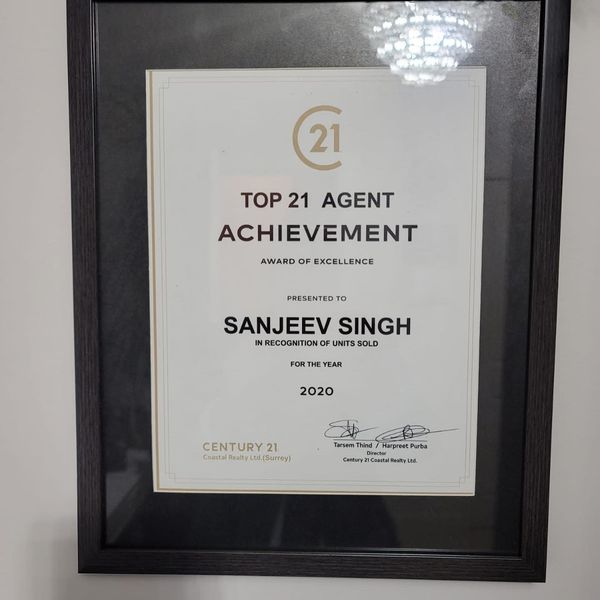 C21
TOP 21 AGENT
ACHIEVEMENT
AWARD OF EXCELLENCE
PRESENTED TO
SANJEEV SINGH
IN RECOGNITION OF UNITS SOLD
FOR THE YEAR
2020
CENTURY 21
Coastal Realty Ltd.(Surrey)
Tarsem Thind / Harpreet Purba
Director
Century 21 Coastal Realty Ltd.